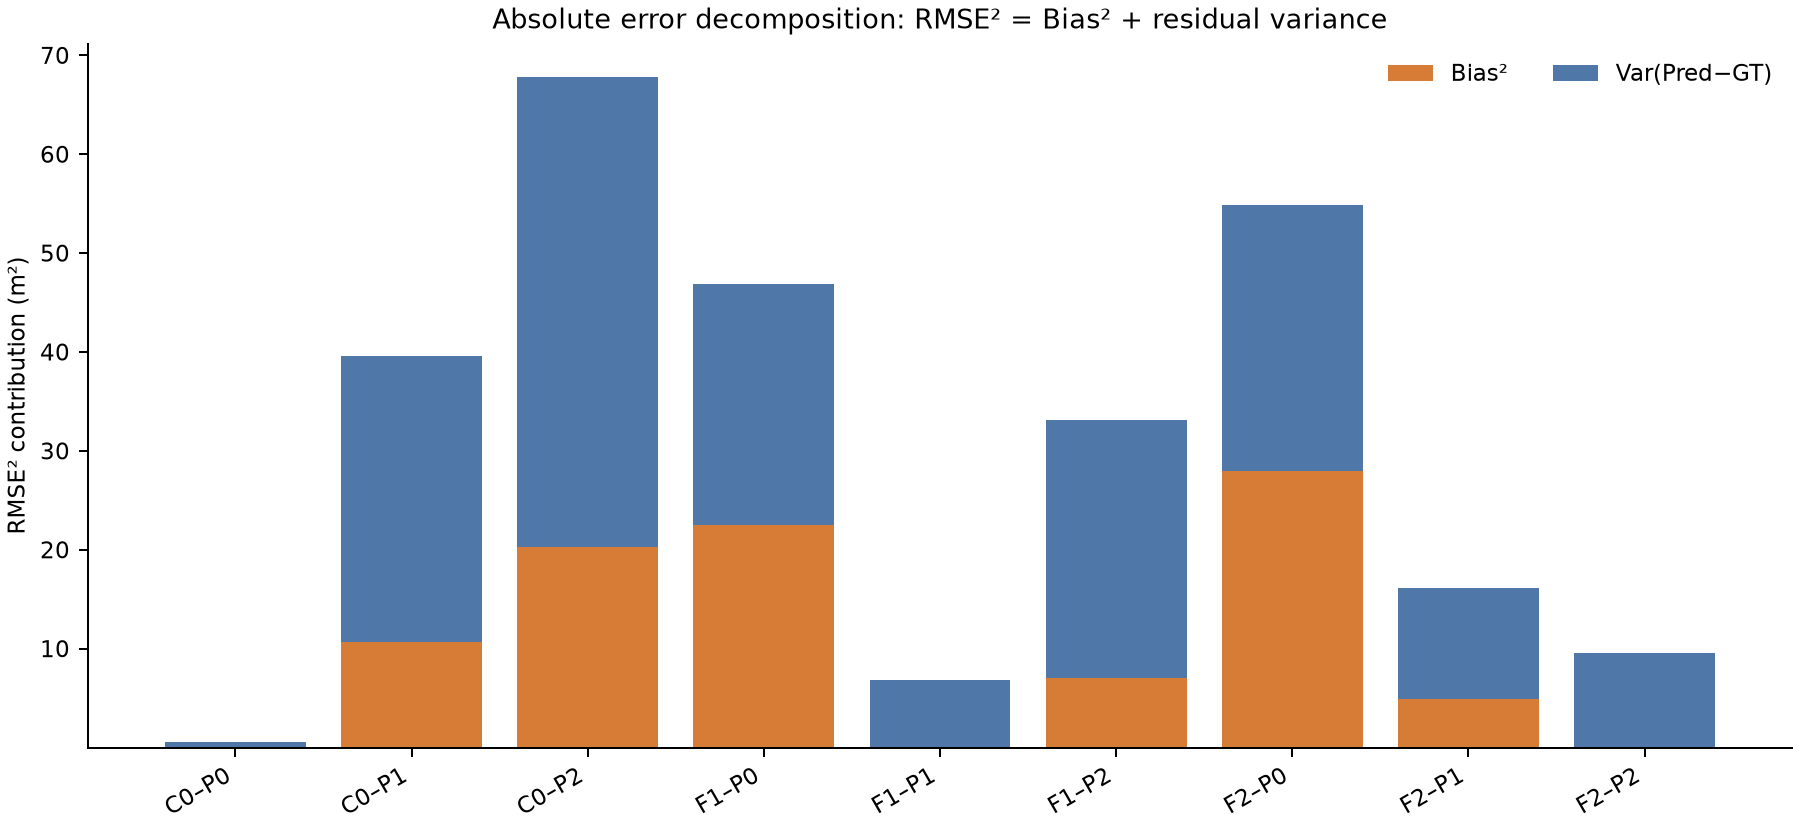 Absolute error decomposition: RMSE² = Bias² + residual variance
Bias²
Var(Pred−GT)
RMSE² contribution (m²)
70
60
50
40
30
20
10
C0–P0
C0–P1
C0–P2
F1–P0
F1–P1
F1–P2
F2–P0
F2–P1
F2–P2